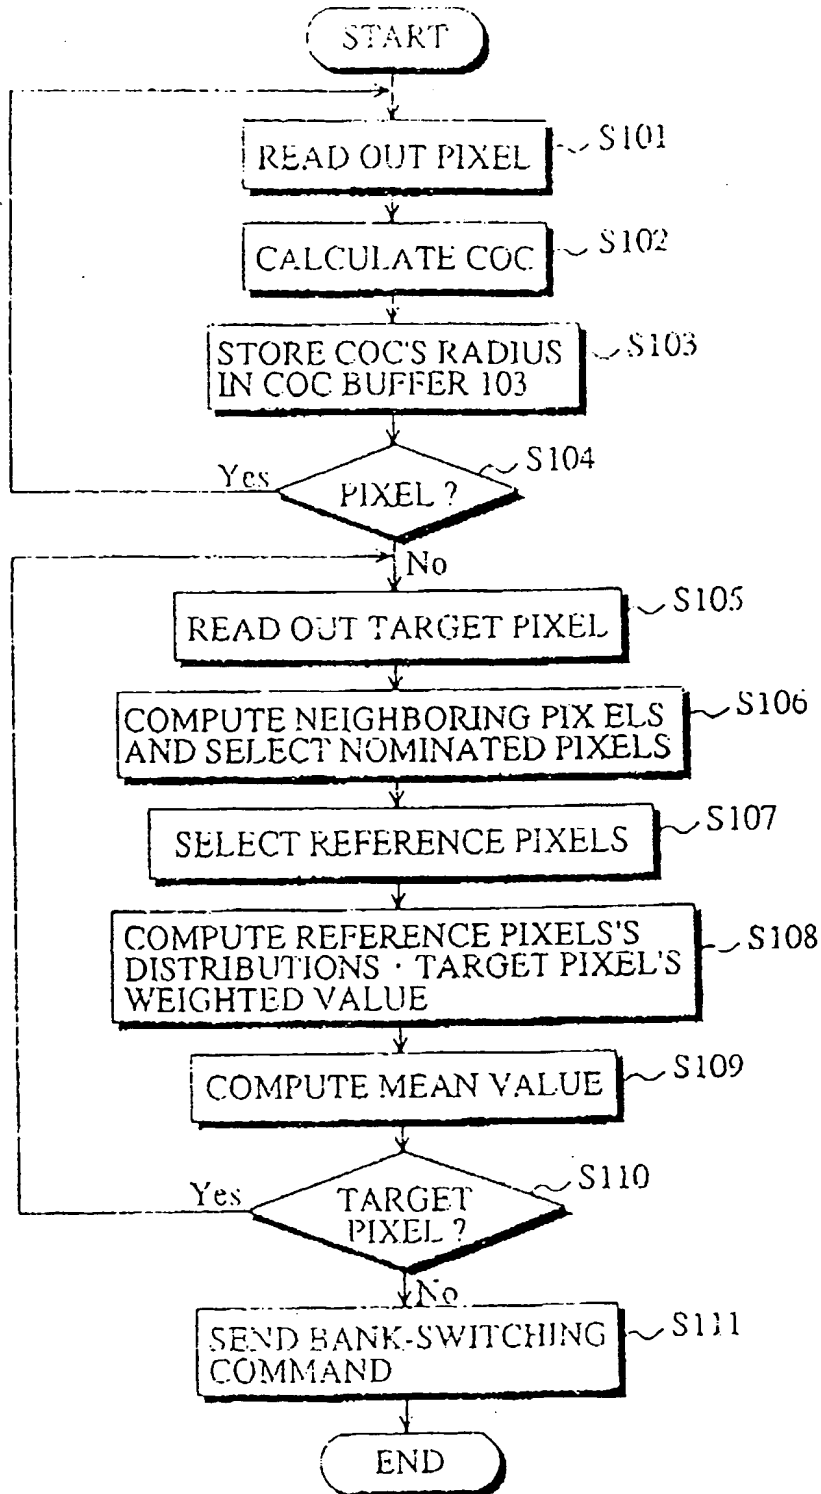 START
READ OUT PIXEL
S101
CALCULATE COC
S102
STORE COC'S RADIUS
IN COC BUFFER 103
S103
Yes
PIXEL ?
S104
No
READ OUT TARGET PIXEL
S105
COMPUTE NEIGHBORING PIXELS
AND SELECT NOMINATED PIXELS
S106
SELECT REFERENCE PIXELS
S107
COMPUTE REFERENCE PIXELS'S
DISTRIBUTIONS · TARGET PIXEL'S
WEIGHTED VALUE
S108
COMPUTE MEAN VALUE
S109
Yes
TARGET
PIXEL ?
S110
No
SEND BANK-SWITCHING
COMMAND
S111
END